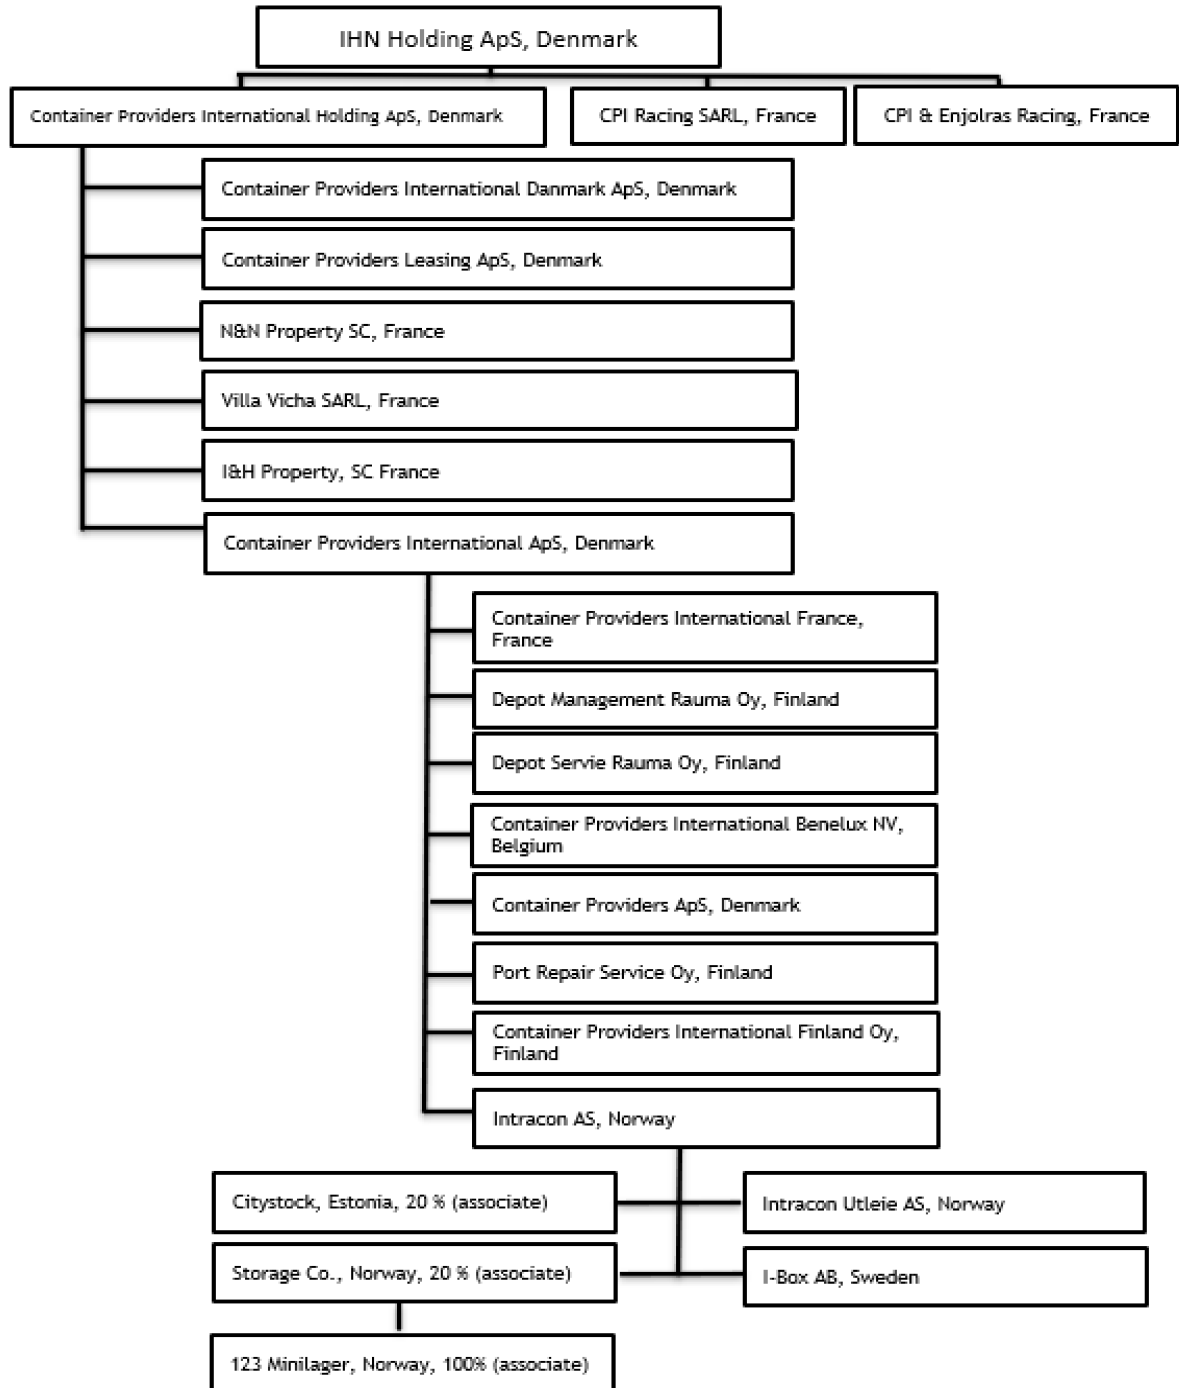 IHN Holding ApS, Denmark
Container Providers International Holding ApS, Denmark
CPI Racing SARL, France
CPI & Enjolras Racing, France
Container Providers International Danmark ApS, Denmark
Container Providers Leasing ApS, Denmark
N&N Property SC, France
Villa Vicha SARL, France
I&H Property, SC France
Container Providers International ApS, Denmark
Container Providers International France,
France
Depot Management Rauma Oy, Finland
Depot Servie Rauma Oy, Finland
Container Providers International Benelux NV,
Belgium
Container Providers ApS, Denmark
Port Repair Service Oy, Finland
Container Providers International Finland Oy,
Finland
Intracon AS, Norway
Citystock, Estonia, 20 % (associate)
Intracon Utleie AS, Norway
Storage Co., Norway, 20 % (associate)
I-Box AB, Sweden
123 Minilager, Norway, 100% (associate)